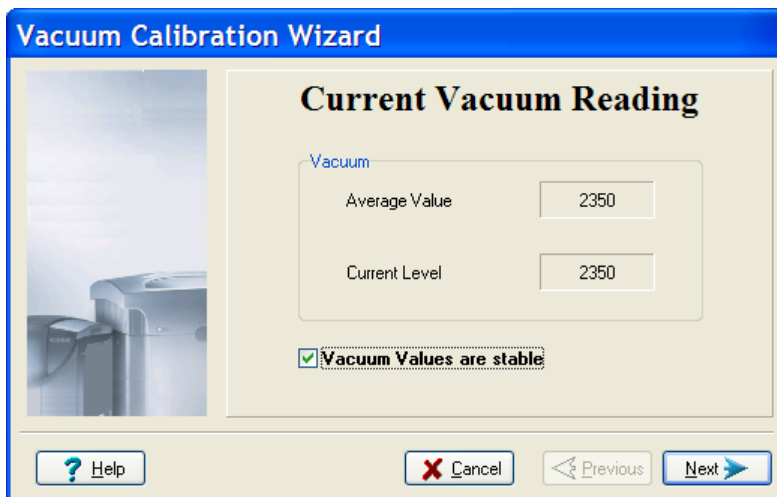 Vacuum Calibration Wizard
Current Vacuum Reading
Vacuum
Average Value 2350
Current Level 2350
Vacuum Values are stable
? Help Cancel Previous Next